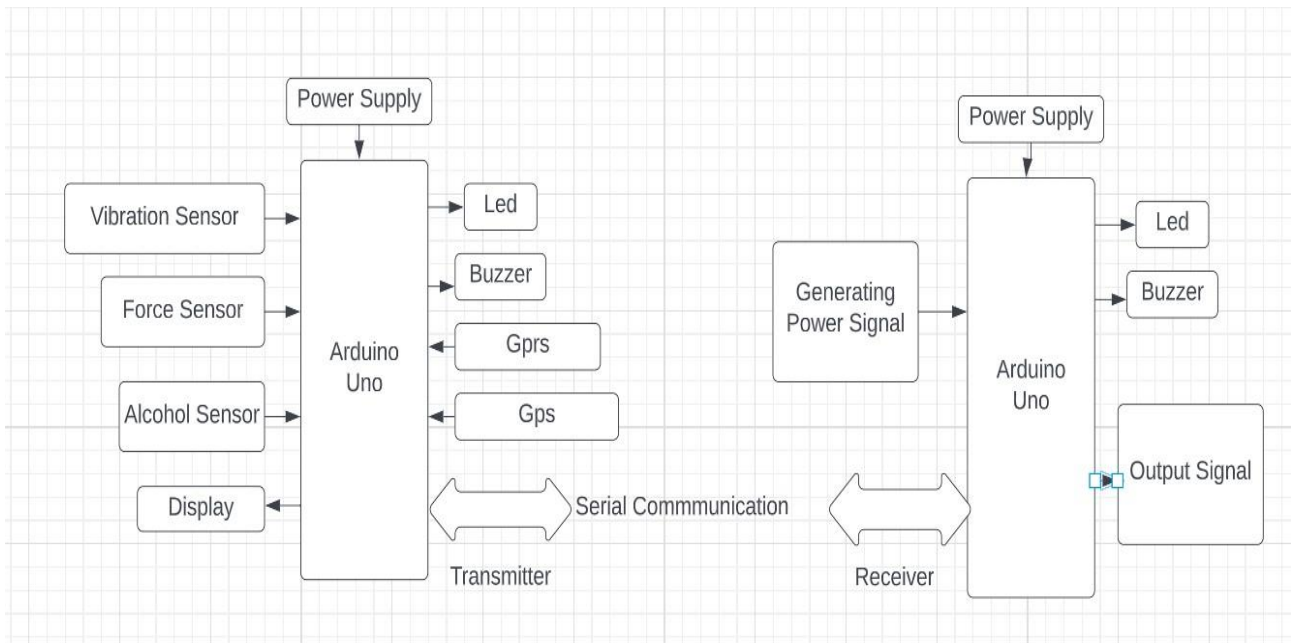 Power Supply
Vibration Sensor
Force Sensor
Alcohol Sensor
Display
Arduino
Uno
Led
Buzzer
Gprs
Gps
Serial Commmunication
Transmitter
Power Supply
Generating
Power Signal
Arduino
Uno
Led
Buzzer
Output Signal
Receiver